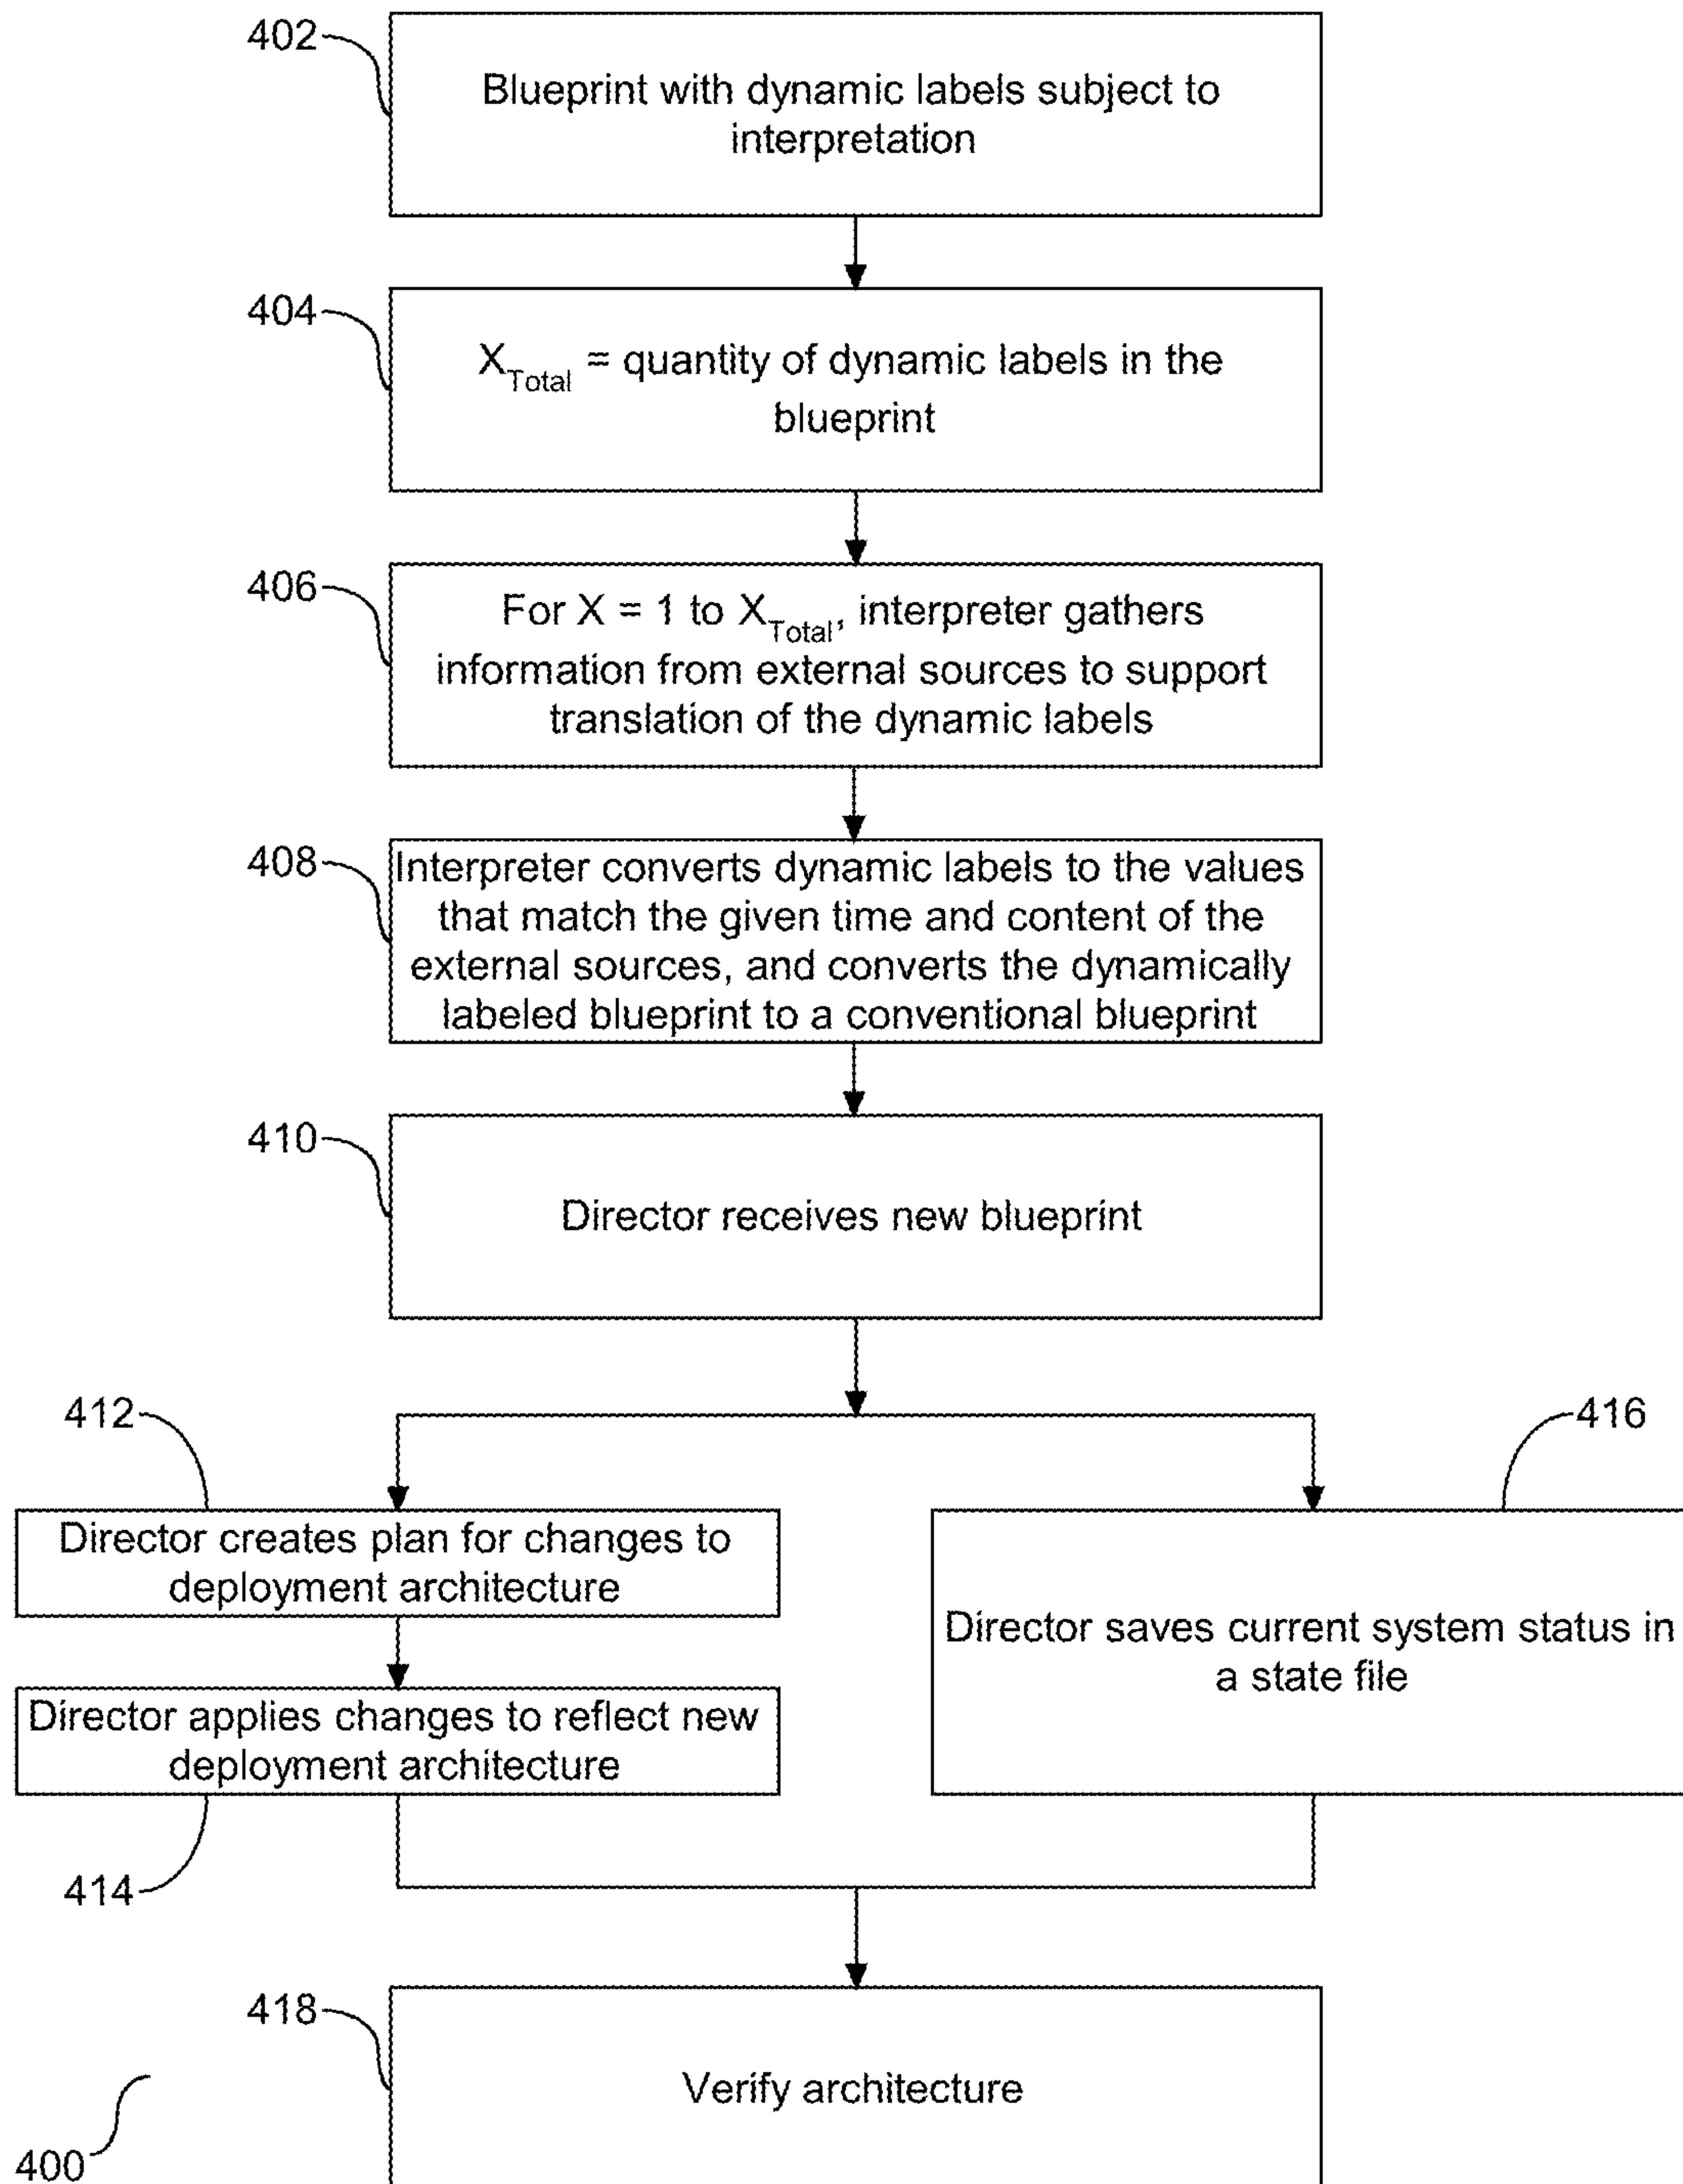 402
Blueprint with dynamic labels subject to
interpretation
404
X_Total = quantity of dynamic labels in the
blueprint
406
For X = 1 to X_Total, interpreter gathers
information from external sources to support
translation of the dynamic labels
408
Interpreter converts dynamic labels to the values
that match the given time and content of the
external sources, and converts the dynamically
labeled blueprint to a conventional blueprint
410
Director receives new blueprint
412
416
Director creates plan for changes to
deployment architecture
Director applies changes to reflect new
deployment architecture
414
Director saves current system status in
a state file
418
Verify architecture
400